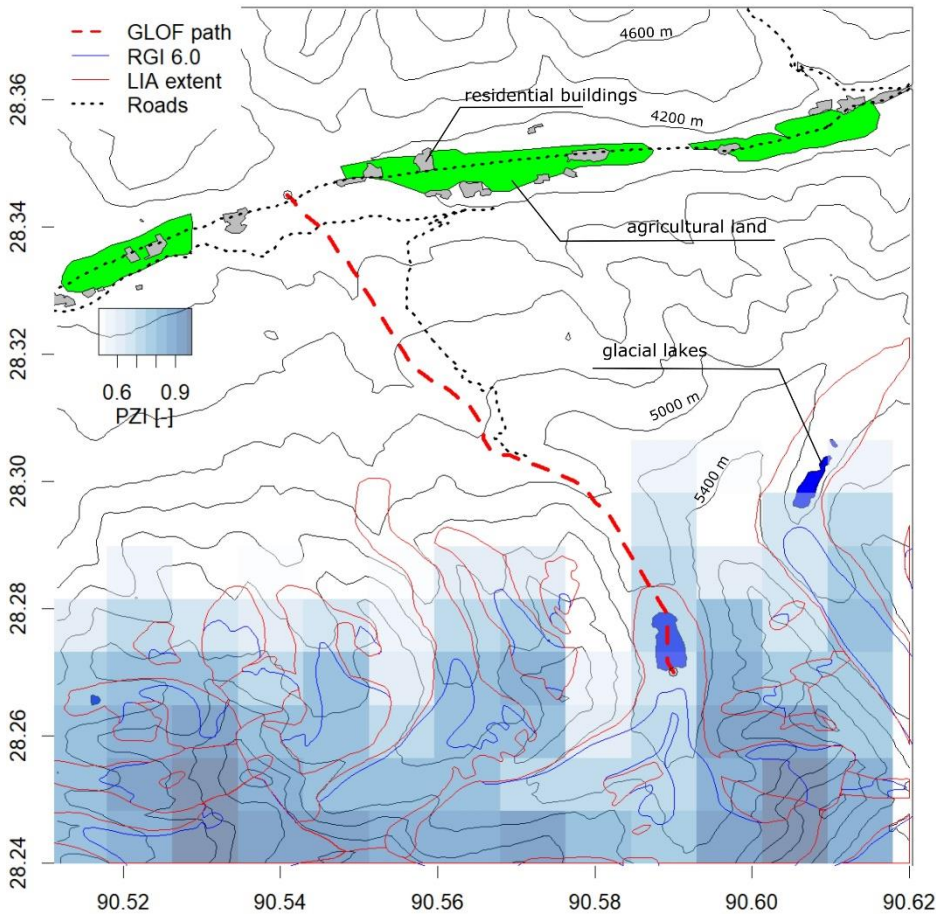 GLOF path
RGI 6.0
LIA extent
Roads
4600 m
residential buildings
4200 m
agricultural land
glacial lakes
5000 m
5400 m
0.6 0.9
PZI [-]
28.36
28.34
28.32
28.30
28.28
28.26
28.24
90.52 90.54 90.56 90.58 90.60 90.62